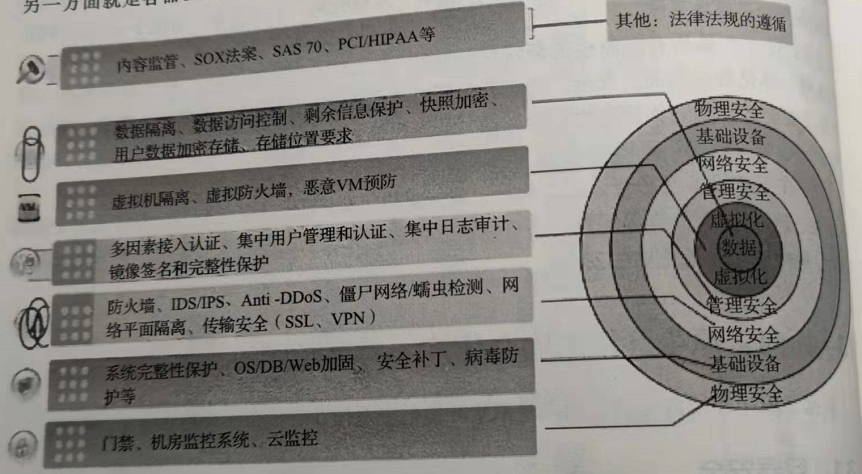 另一方面就是容器
其他：法律法规的遵循
内容监管、SOX法案、SAS 70、PCI/HIPAA等
数据隔离、数据访问控制、剩余信息保护、快照加密、
用户数据加密存储、存储位置要求
虚拟机隔离、虚拟防火墙，恶意VM预防
多因素接入认证、集中用户管理和认证、集中日志审计、
镜像签名和完整性保护
防火墙、IDS/IPS、Anti -DDoS、僵尸网络/蠕虫检测、网
络平面隔离、传输安全（SSL、VPN）
系统完整性保护、OS/DB/Web加固、 安全补丁、病毒防
护等
门禁、机房监控系统、云监控
物理安全
基础设备
网络安全
管理安全
虚拟化
数据
虚拟化
管理安全
网络安全
基础设备
物理安全